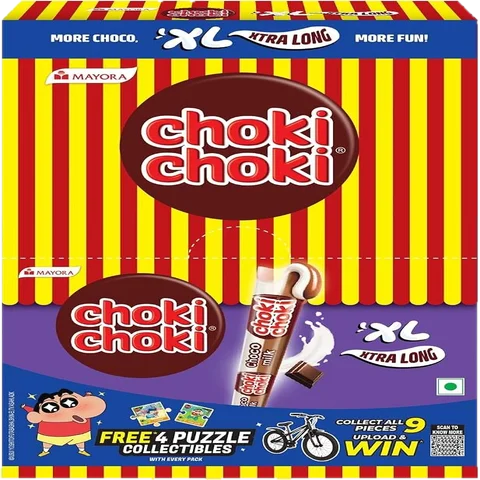 MORE CHOCO. 'XL XTRA LONG MORE FUN!
MAYORA
choki
choki®
MAYORA
choki
choki
choki
choki
Choco
milk
choki
'XL
XTRA LONG
FREE 4 PUZZLE
COLLECTIBLES
WITH EVERY PACK
COLLECT ALL 9
PIECES
UPLOAD &
WIN*
SCAN TO
KNOW MORE